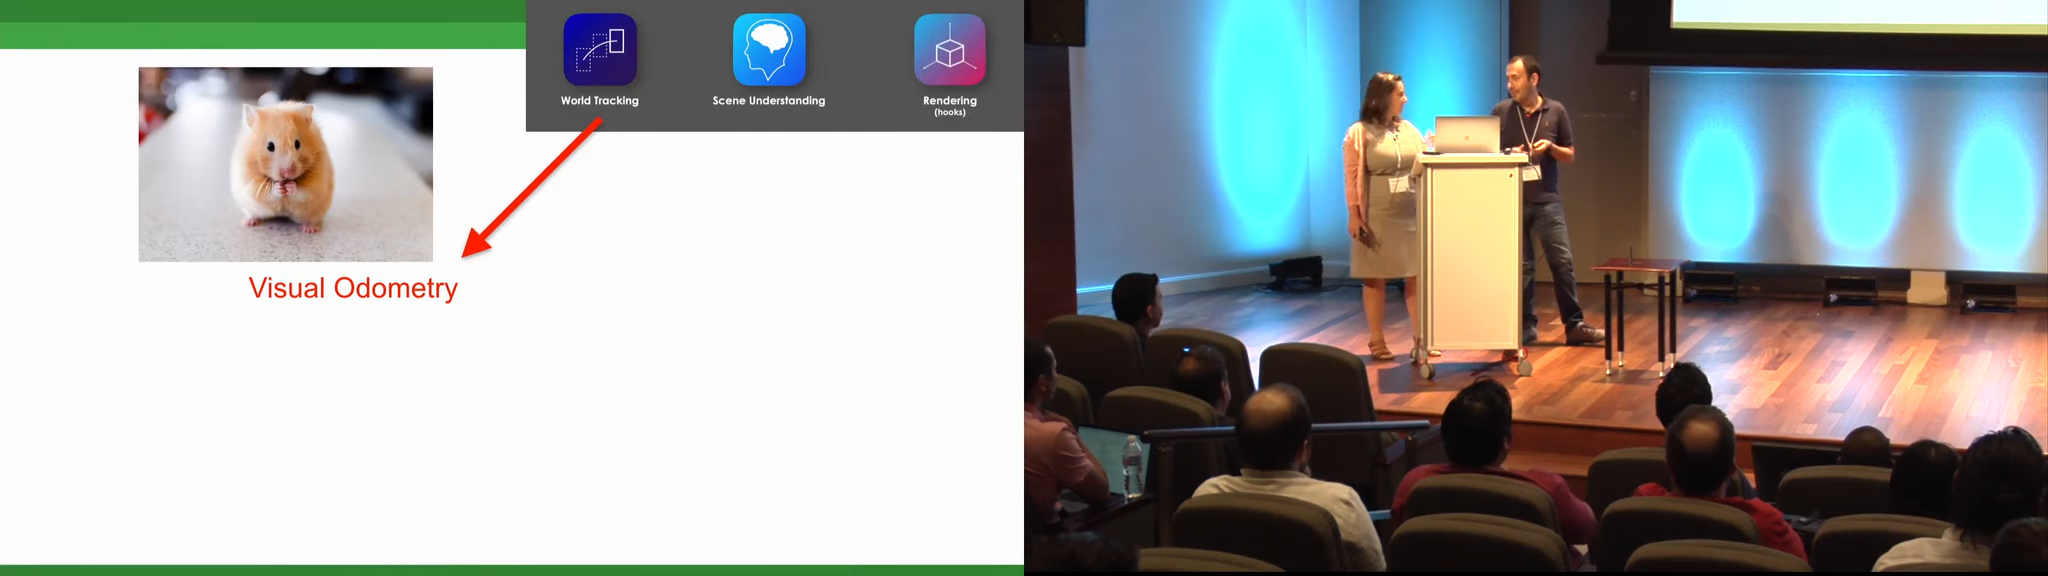 World Tracking
Scene Understanding
Rendering
(hooks)
Visual Odometry